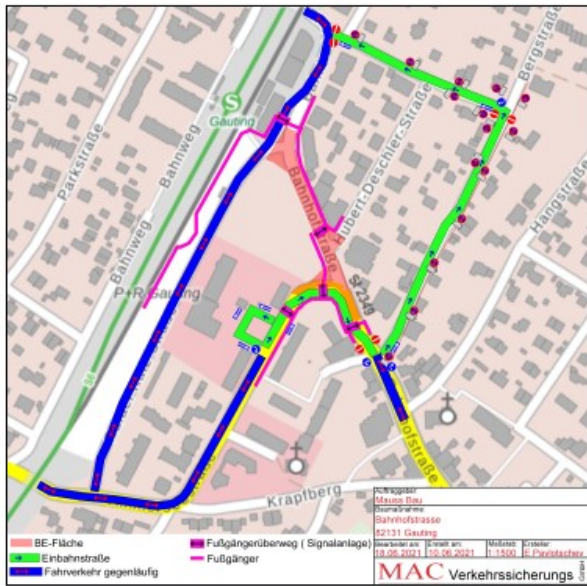 Bergstraße
S
Gauting
Parkstraße
Bahnweg
Hubert-Deschler-Straße
Hangstraße
Bahnhofstraße
Bahnweg
P+R Gauting
St 2349
Krapfberg
hofstraße
Auftraggeber:
Mauss Bau
Baumaßnahme:
Bahnhofstrasse
82131 Gauting
Bearbeitet am:
Erstellt am:
Maßstab:
Ersteller:
18.06.2021
10.06.2021
1:1500
E.Pavlotachev
BE-Fläche
Fußgängerüberweg ( Signalanlage)
Einbahnstraße
Fußgänger
Fahrverkehr gegenläufig
MAC Verkehrssicherungs